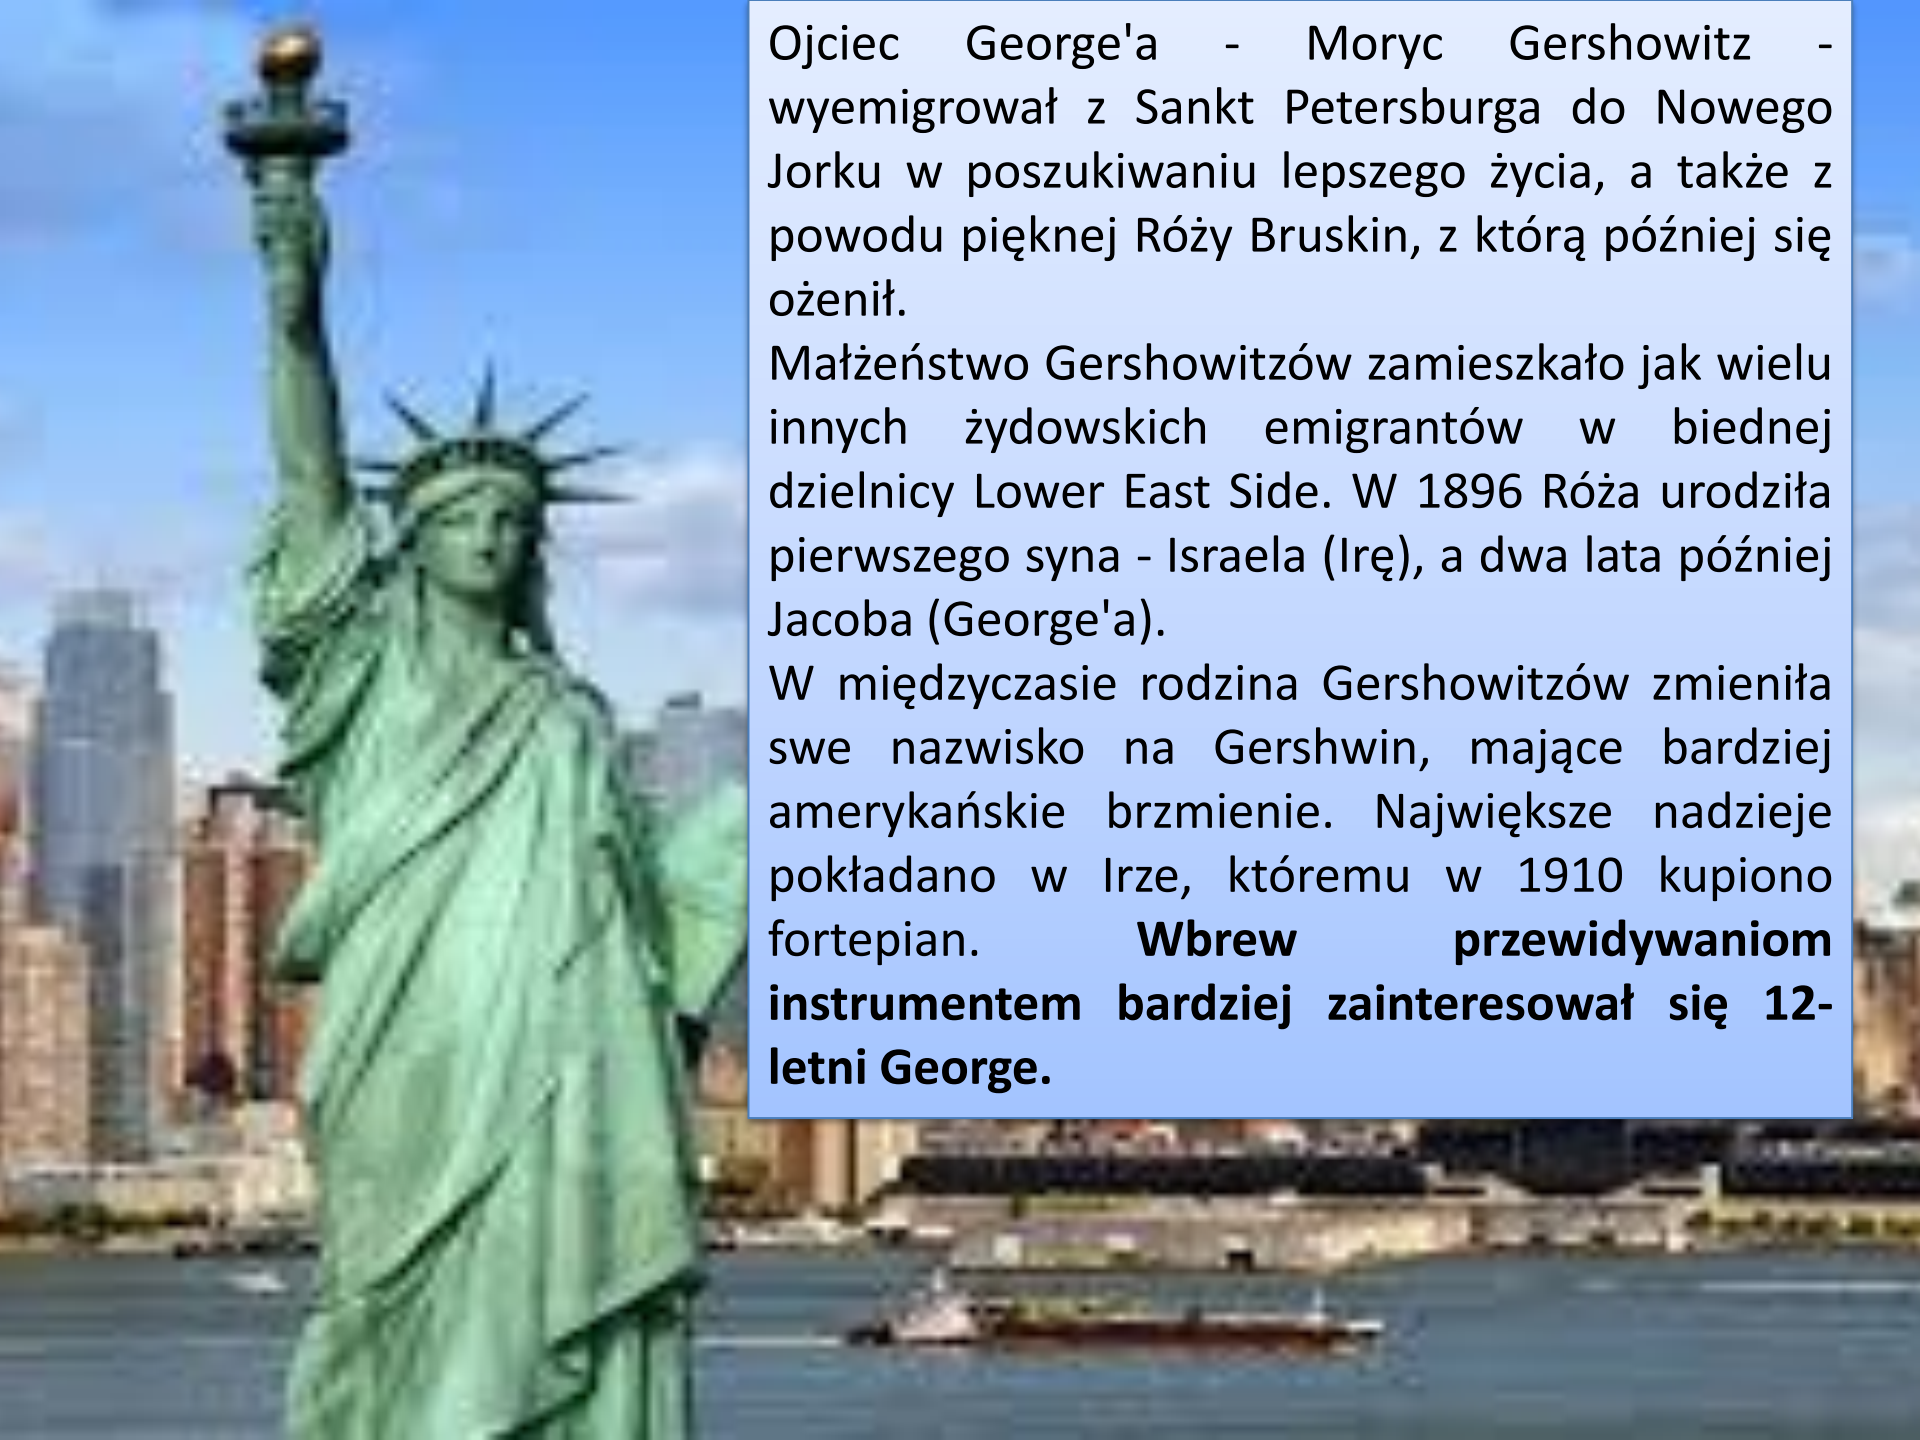 Ojciec George'a - Moryc Gershowitz -
wyemigrował z Sankt Petersburga do Nowego
Jorku w poszukiwaniu lepszego życia, a także z
powodu pięknej Róży Bruskin, z którą później się
ożenił.
Małżeństwo Gershowitzów zamieszkało jak wielu
innych żydowskich emigrantów w biednej
dzielnicy Lower East Side. W 1896 Róża urodziła
pierwszego syna - Israela (Irę), a dwa lata później
Jacoba (George'a).
W międzyczasie rodzina Gershowitzów zmieniła
swe nazwisko na Gershwin, mające bardziej
amerykańskie brzmienie. Największe nadzieje
pokładano w Irze, któremu w 1910 kupiono
fortepian. Wbrew przewidywaniom
instrumentem bardziej zainteresował się 12-
letni George.